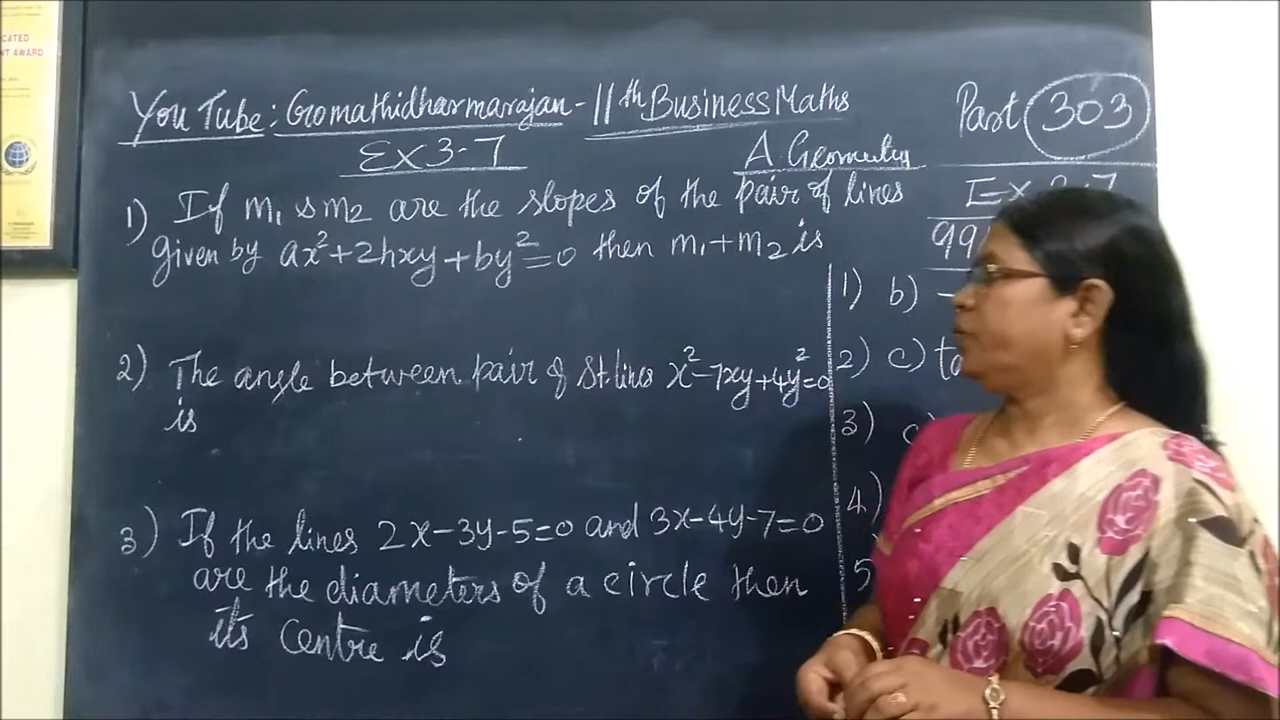 CATED
NT AWARD
You Tube: Gomathidharmarajan - 11th Business Maths
Part 303
Ex 3.7
A. Geometry
1) If m₁ & m₂ are the slopes of the pair of lines
given by ax²+2hxy+by²=0 then m₁+m₂ is
2) The angle between pair of St. lines x²-7xy+4y²=0
is
3) If the lines 2x-3y-5=0 and 3x-4y-7=0
are the diameters of a circle then
its centre is
Ex 3.7
1) b) -
2) c)
3) c)
4)
5